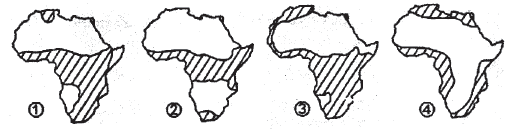 ① ② ③ ④